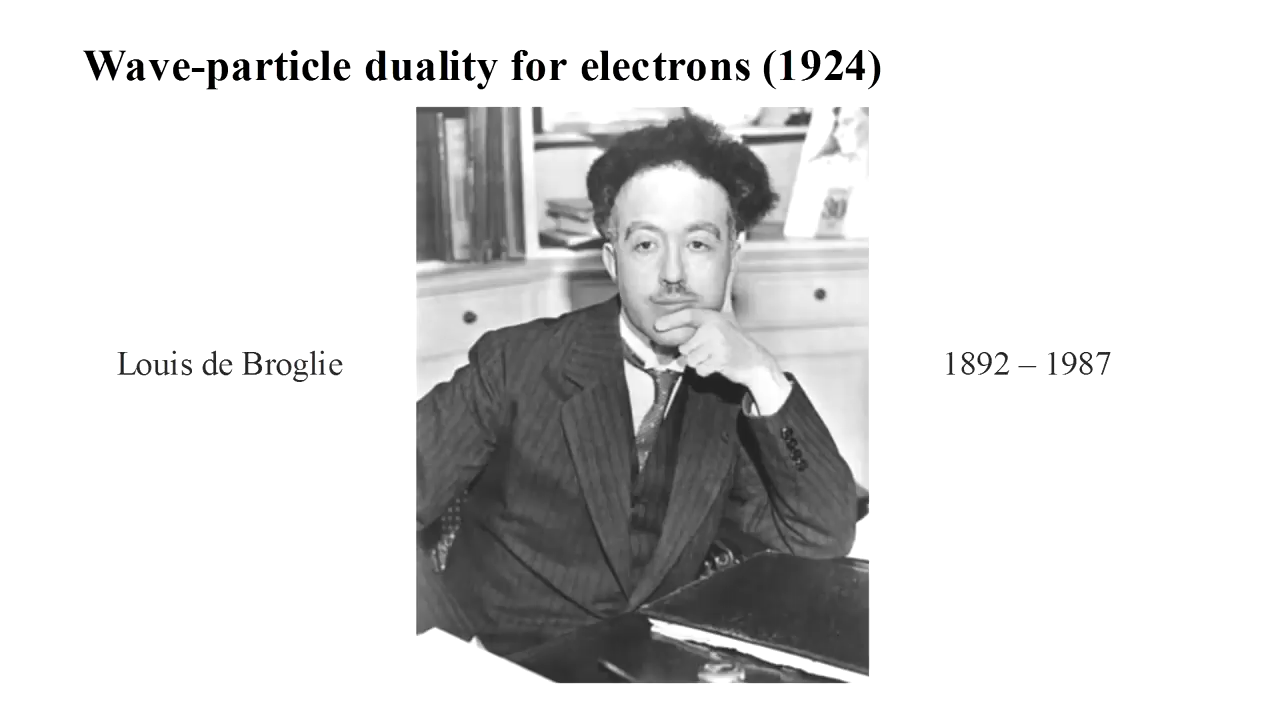 Wave-particle duality for electrons (1924)
Louis de Broglie
1892 – 1987